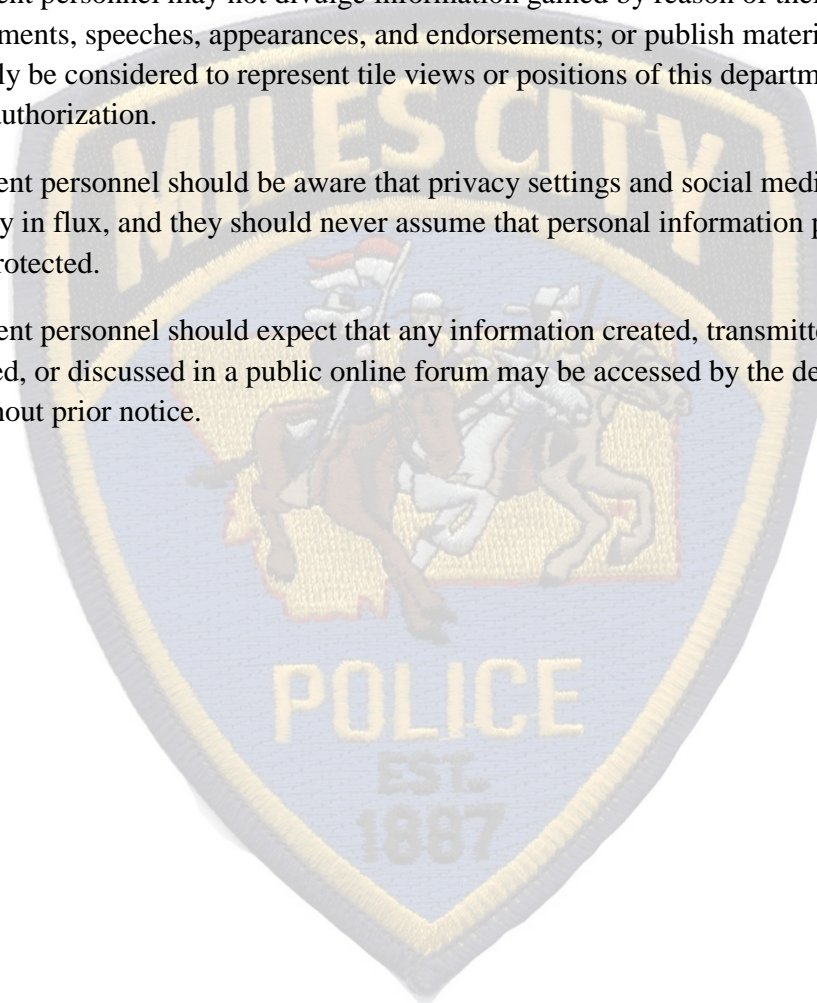 ent personnel may not divulge information gained by reason of their
ments, speeches, appearances, and endorsements; or publish materi
ly be considered to represent tile views or positions of this departm
uthorization.
ent personnel should be aware that privacy settings and social medi
y in flux, and they should never assume that personal information p
rotected.
ent personnel should expect that any information created, transmitte
ed, or discussed in a public online forum may be accessed by the de
hout prior notice.
MILES CITY
POLICE
EST.
1887